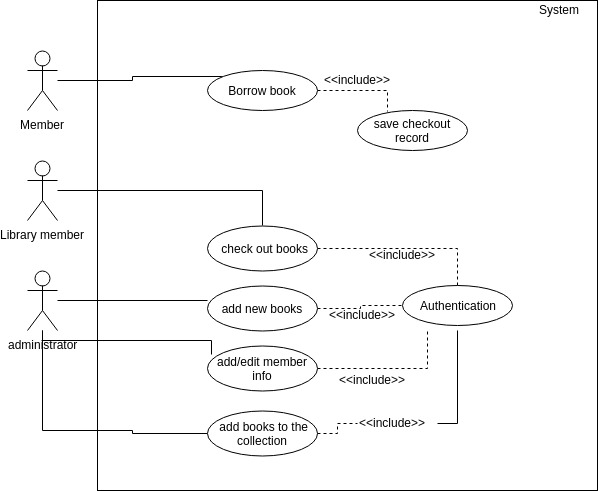 System
<<include>>
Borrow book
Member
save checkout
record
Library member
check out books
<<include>>
add new books
Authentication
<<include>>
administrator
add/edit member
info
<<include>>
add books to the
collection
<<include>>